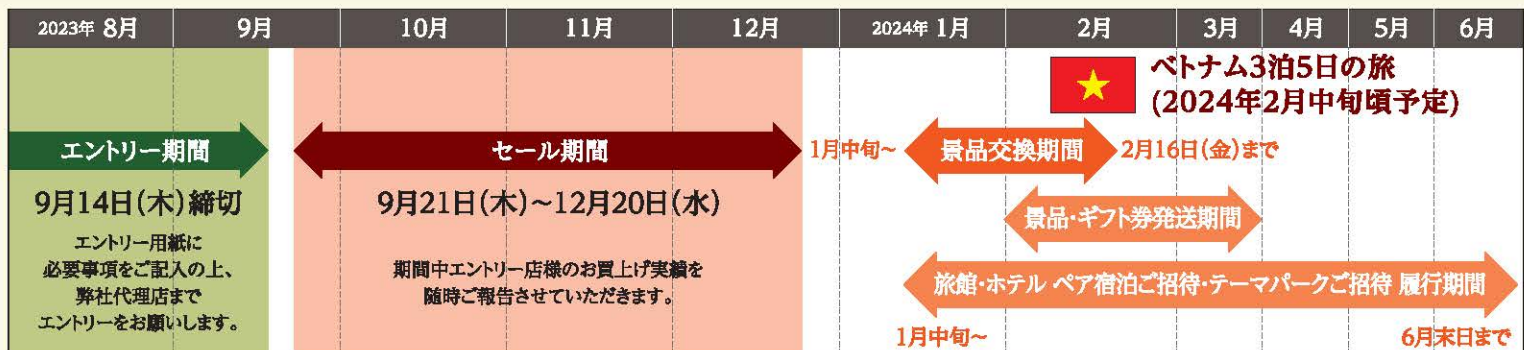 2023年 8月 9月 10月 11月 12月 2024年 1月 2月 3月 4月 5月 6月
ベトナム3泊5日の旅
(2024年2月中旬頃予定)
エントリー期間
9月14日(木)締切
エントリー用紙に
必要事項をご記入の上、
弊社代理店まで
エントリーをお願いします。
セール期間
9月21日(木)~12月20日(水)
期間中エントリー店様のお買上げ実績を
随時ご報告させていただきます。
1月中旬~ 景品交換期間 2月16日(金)まで
景品・ギフト券発送期間
旅館・ホテル ペア宿泊ご招待・テーマパークご招待 履行期間
1月中旬~ 6月末日まで